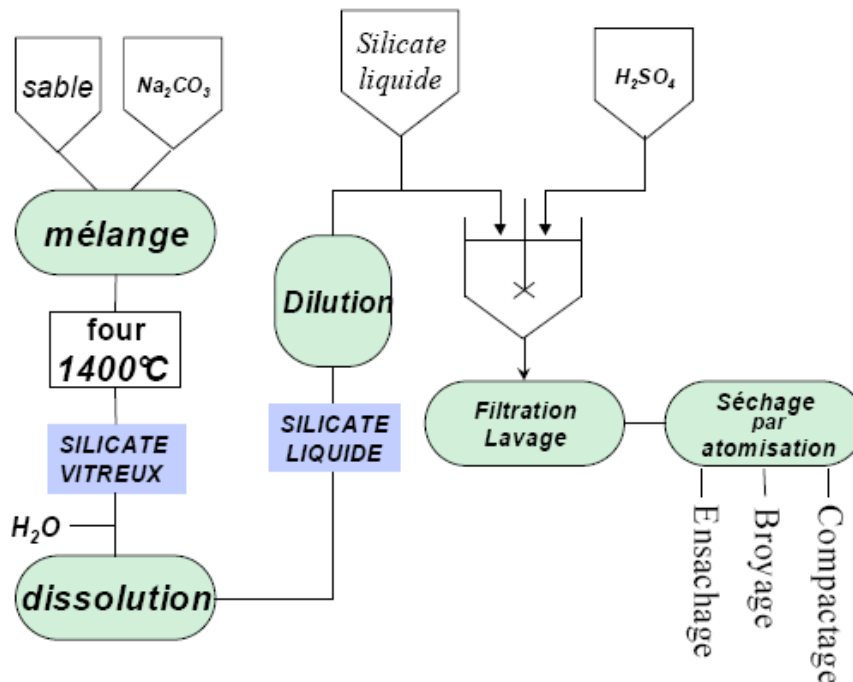 sable
Na₂CO₃
Silicate
liquide
H₂SO₄
mélange
four
1400°C
SILICATE
VITREUX
H₂O
dissolution
Dilution
SILICATE
LIQUIDE
Filtration
Lavage
Séchage
par
atomisation
Ensachage
Broyage
Compactage